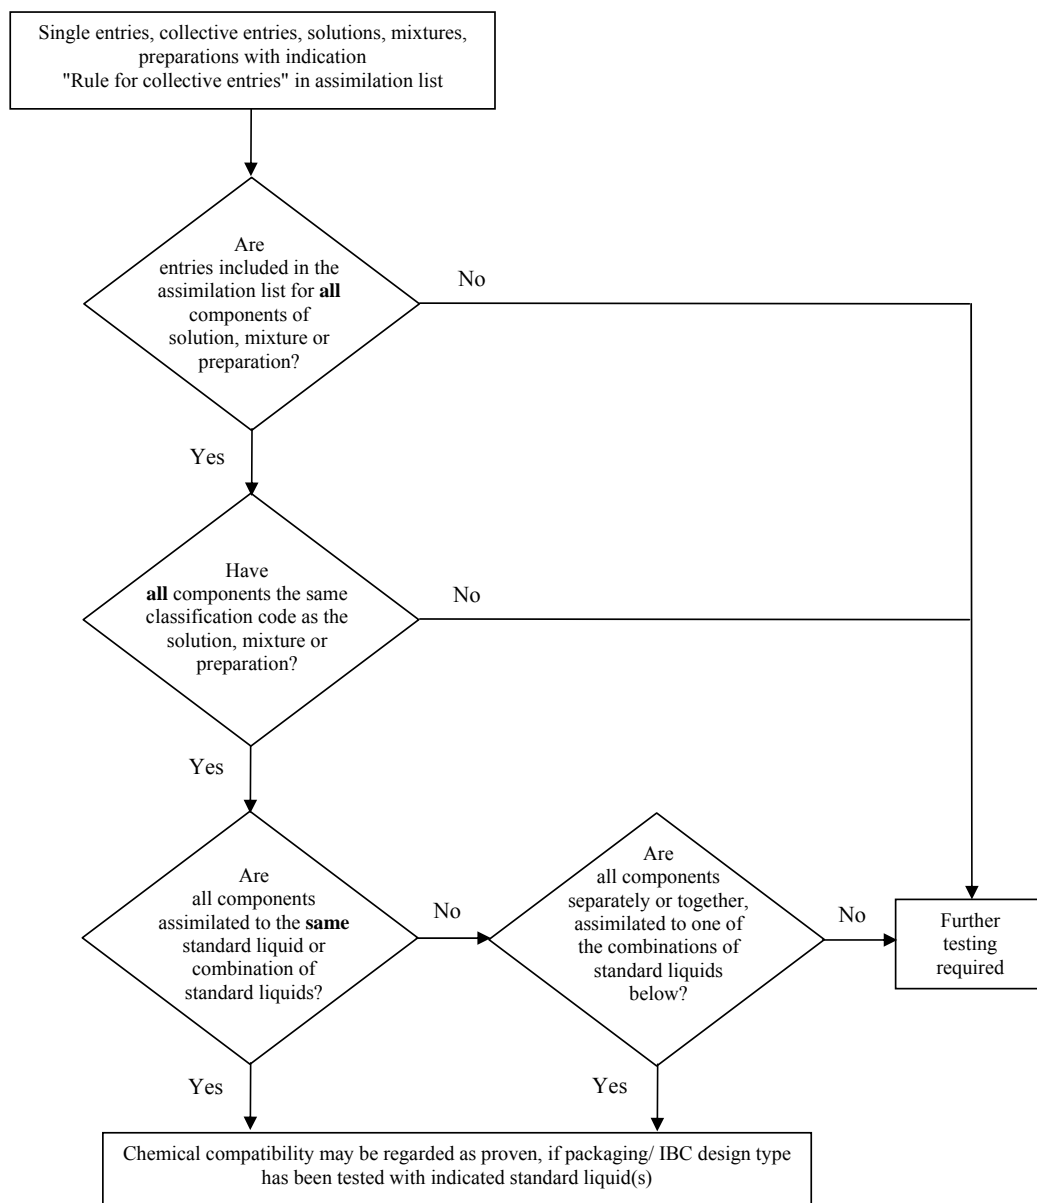 Single entries, collective entries, solutions, mixtures,
preparations with indication
"Rule for collective entries" in assimilation list
Are
entries included in the
assimilation list for all
components of
solution, mixture or
preparation?
No
Yes
Have
all components the same
classification code as the
solution, mixture or
preparation?
No
Yes
Are
all components
assimilated to the same
standard liquid or
combination of
standard liquids?
No
Are
all components
separately or together,
assimilated to one of
the combinations of
standard liquids
below?
No
Further
testing
required
Yes
Yes
Chemical compatibility may be regarded as proven, if packaging/ IBC design type
has been tested with indicated standard liquid(s)